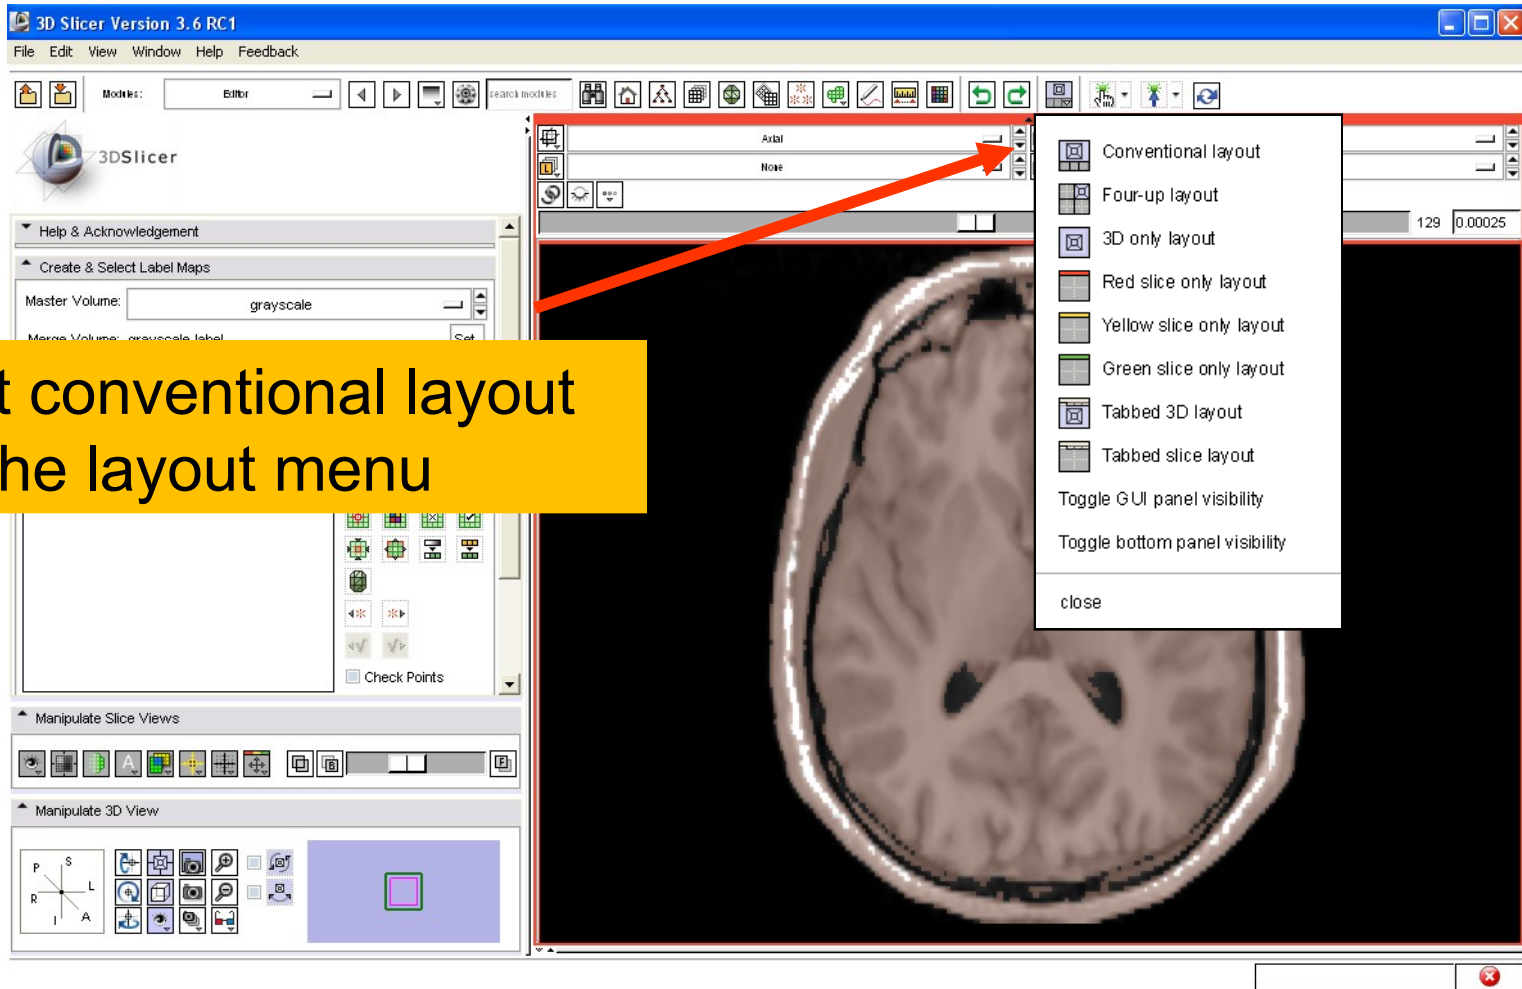 3D Slicer Version 3.6 RC1
File Edit View Window Help Feedback
Modules: Editor search modules
3DSlicer
Axial
None
129 0.00025
Help & Acknowledgement
Create & Select Label Maps
Master Volume: grayscale
Merge Volume: grayscale label Set
t conventional layout
he layout menu
Check Points
Manipulate Slice Views
Manipulate 3D View
P S L R I A
Conventional layout
Four-up layout
3D only layout
Red slice only layout
Yellow slice only layout
Green slice only layout
Tabbed 3D layout
Tabbed slice layout
Toggle GUI panel visibility
Toggle bottom panel visibility
close